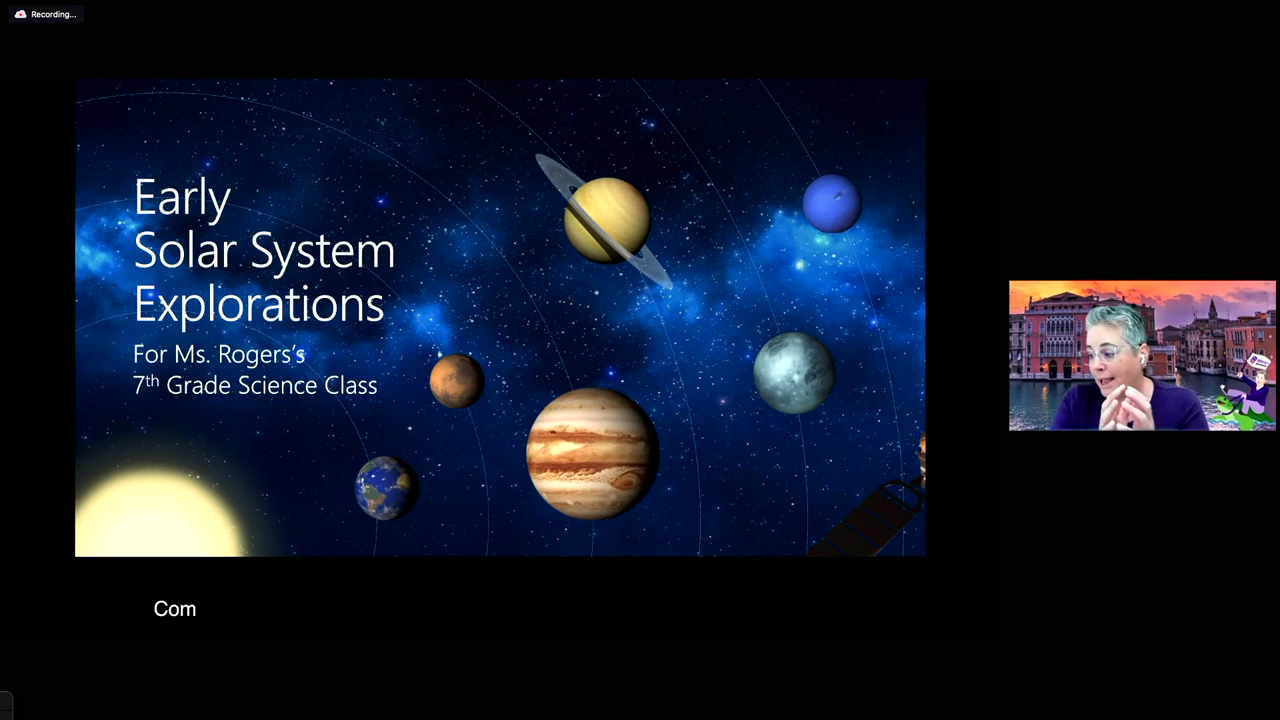 Recording...
Early
Solar System
Explorations
For Ms. Rogers's
7th Grade Science Class
Com